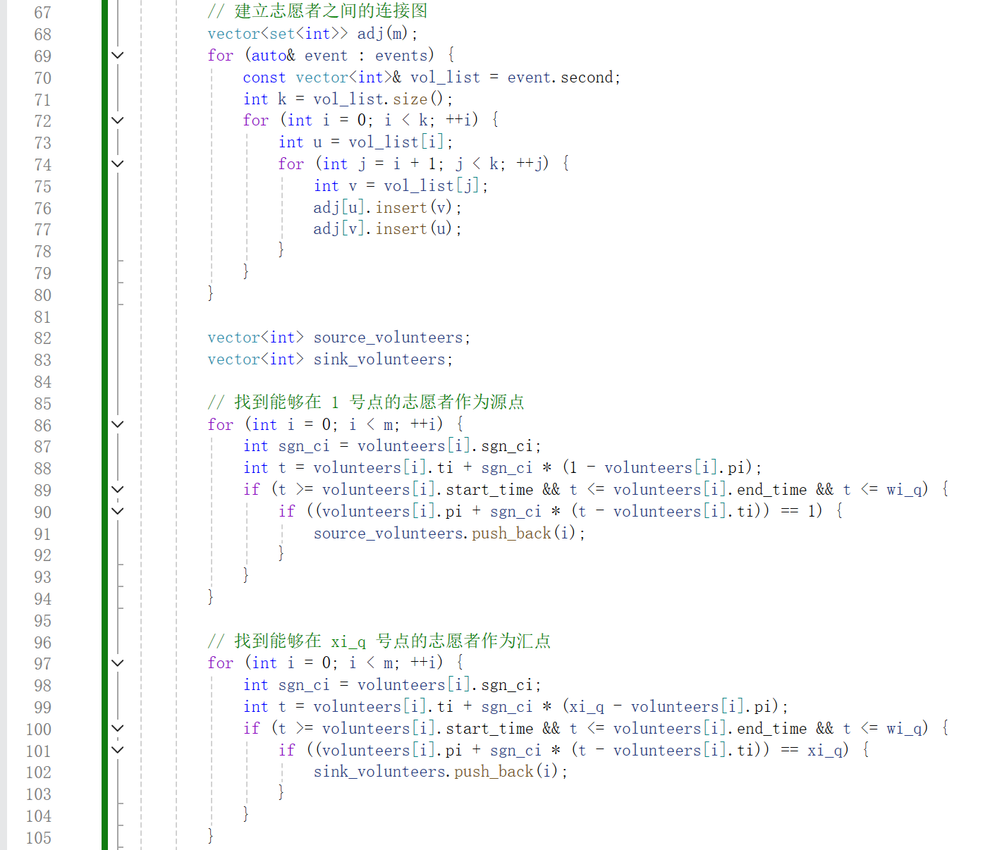 67 // 建立志愿者之间的连接图
68 vector<set<int>> adj(m);
69 for (auto& event : events) {
70 const vector<int>& vol_list = event.second;
71 int k = vol_list.size();
72 for (int i = 0; i < k; ++i) {
73 int u = vol_list[i];
74 for (int j = i + 1; j < k; ++j) {
75 int v = vol_list[j];
76 adj[u].insert(v);
77 adj[v].insert(u);
78 }
79 }
80 }
81
82 vector<int> source_volunteers;
83 vector<int> sink_volunteers;
84
85 // 找到能够在 1 号点的志愿者作为源点
86 for (int i = 0; i < m; ++i) {
87 int sgn_ci = volunteers[i].sgn_ci;
88 int t = volunteers[i].ti + sgn_ci * (1 - volunteers[i].pi);
89 if (t >= volunteers[i].start_time && t <= volunteers[i].end_time && t <= wi_q) {
90 if ((volunteers[i].pi + sgn_ci * (t - volunteers[i].ti)) == 1) {
91 source_volunteers.push_back(i);
92 }
93 }
94 }
95
96 // 找到能够在 xi_q 号点的志愿者作为汇点
97 for (int i = 0; i < m; ++i) {
98 int sgn_ci = volunteers[i].sgn_ci;
99 int t = volunteers[i].ti + sgn_ci * (xi_q - volunteers[i].pi);
100 if (t >= volunteers[i].start_time && t <= volunteers[i].end_time && t <= wi_q) {
101 if ((volunteers[i].pi + sgn_ci * (t - volunteers[i].ti)) == xi_q) {
102 sink_volunteers.push_back(i);
103 }
104 }
105 }